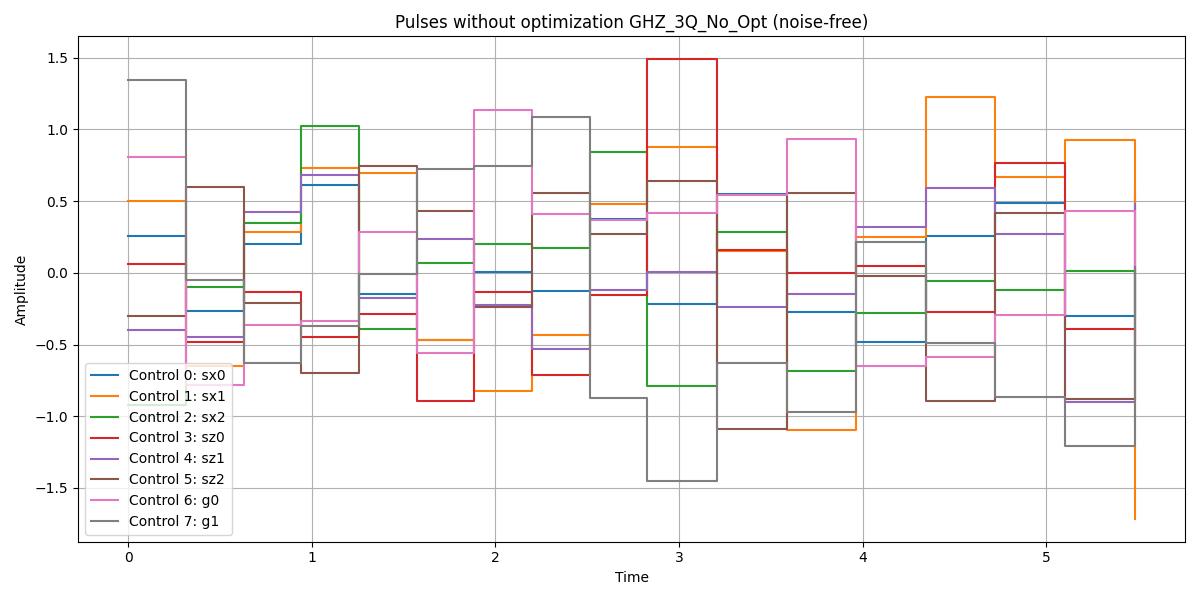 Pulses without optimization GHZ_3Q_No_Opt (noise-free)
1.5
1.0
0.5
0.0
−0.5
−1.0
−1.5
Amplitude
Control 0: sx0
Control 1: sx1
Control 2: sx2
Control 3: sz0
Control 4: sz1
Control 5: sz2
Control 6: g0
Control 7: g1
0 1 2 3 4 5
Time